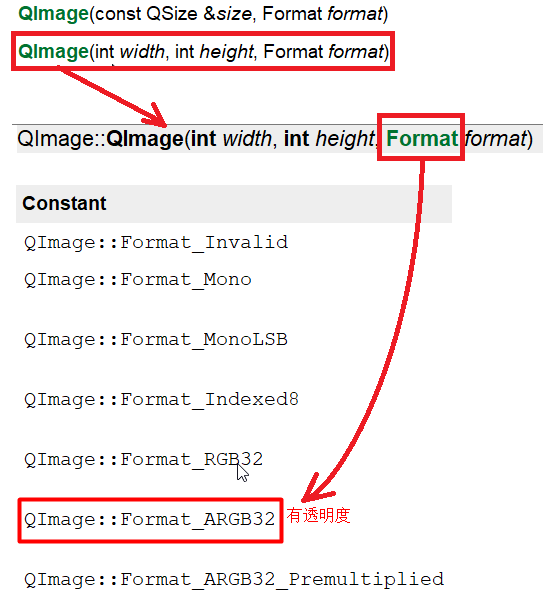 QImage(const QSize &size, Format format)
QImage(int width, int height, Format format)
QImage::QImage(int width, int height, Format format)
Constant
QImage::Format_Invalid
QImage::Format_Mono
QImage::Format_MonoLSB
QImage::Format_Indexed8
QImage::Format_RGB32
QImage::Format_ARGB32 有透明度
QImage::Format_ARGB32_Premultiplied